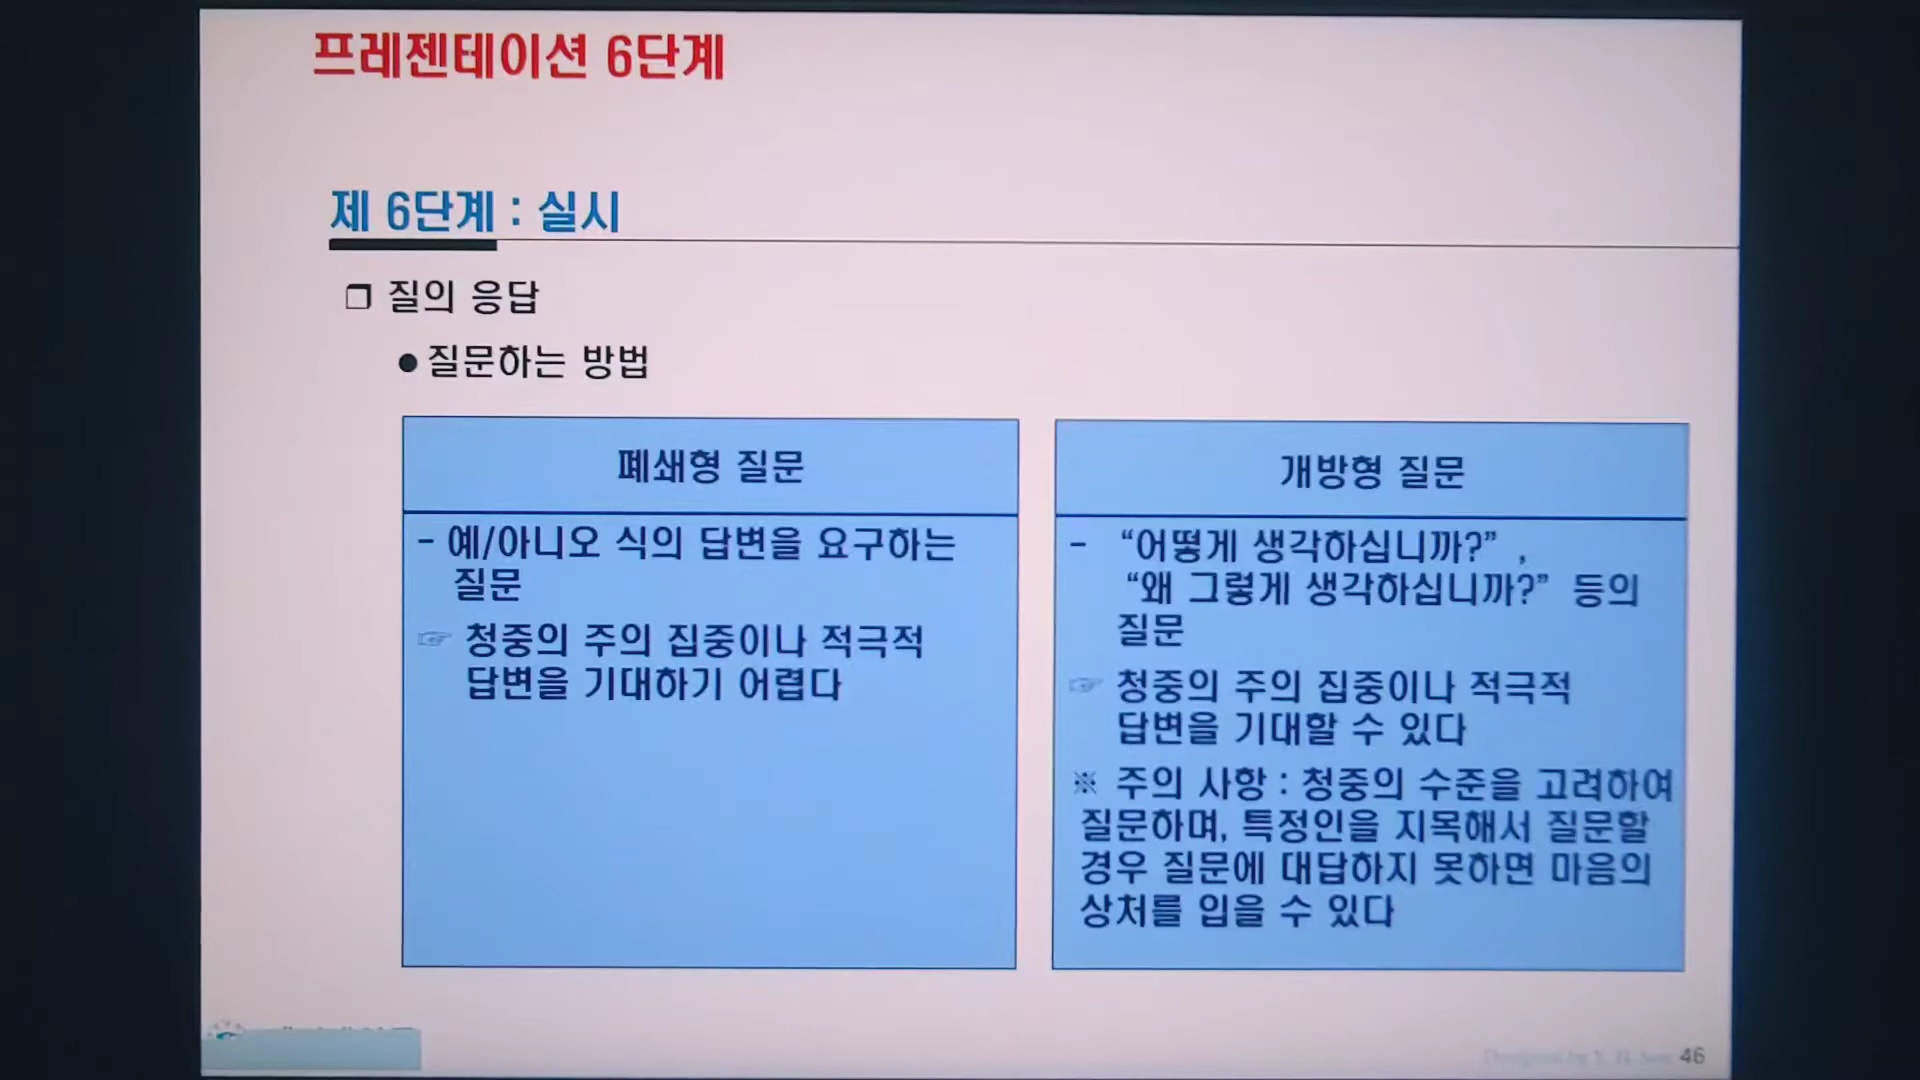 프레젠테이션 6단계
제 6단계 : 실시
❒ 질의 응답
● 질문하는 방법
폐쇄형 질문
- 예/아니오 식의 답변을 요구하는
질문
☞ 청중의 주의 집중이나 적극적
답변을 기대하기 어렵다
개방형 질문
- “어떻게 생각하십니까?” ,
“왜 그렇게 생각하십니까?” 등의
질문
☞ 청중의 주의 집중이나 적극적
답변을 기대할 수 있다
※ 주의 사항 : 청중의 수준을 고려하여
질문하며, 특정인을 지목해서 질문할
경우 질문에 대답하지 못하면 마음의
상처를 입을 수 있다
Designed by
46